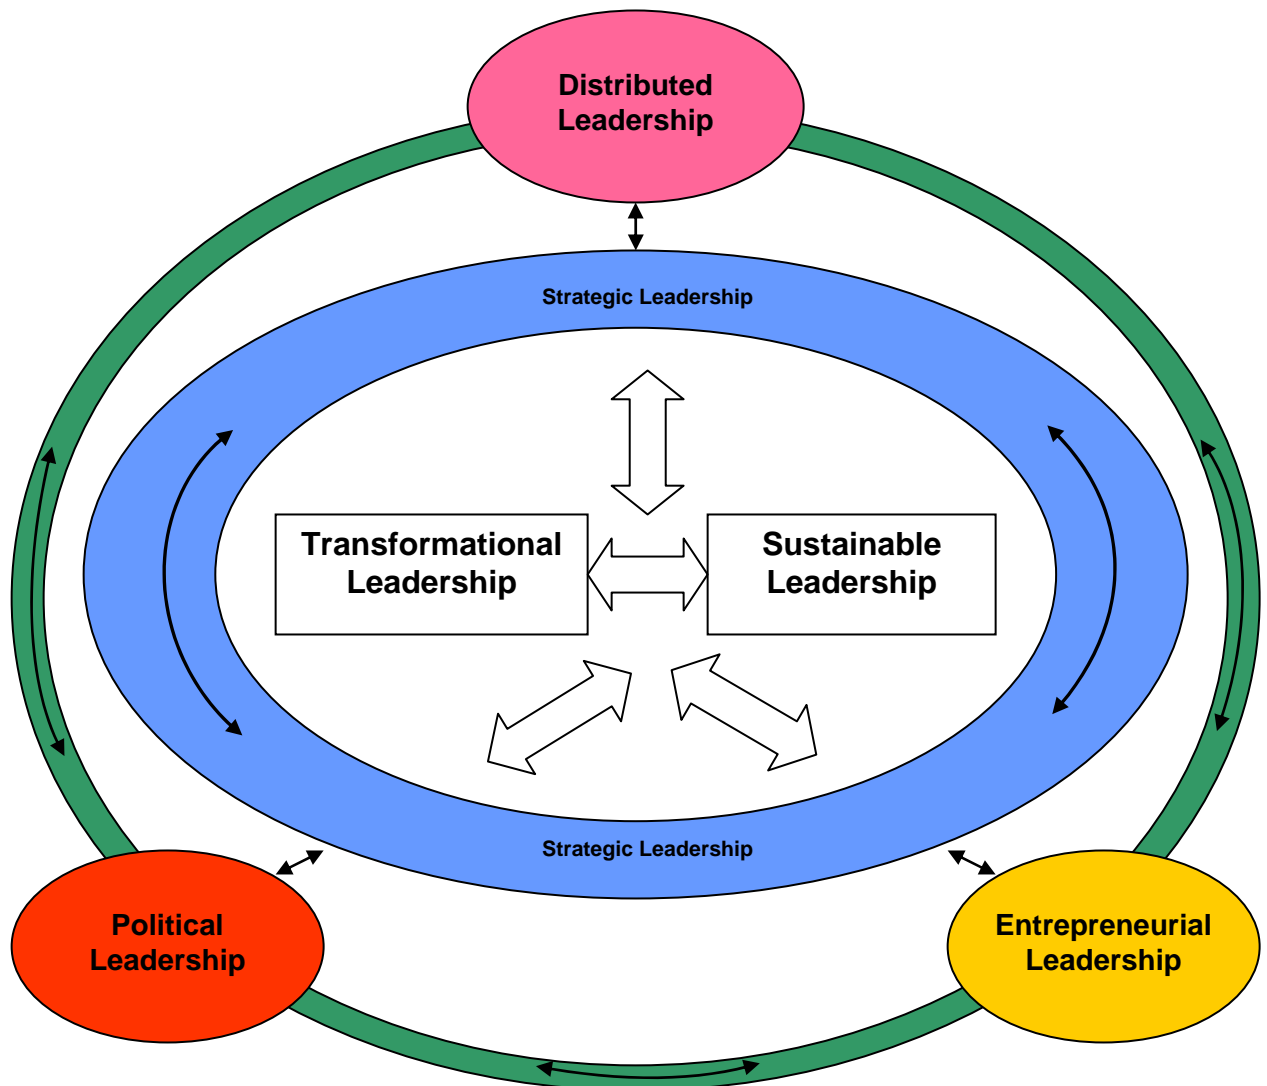 Distributed
Leadership
Strategic Leadership
Transformational
Leadership
Sustainable
Leadership
Strategic Leadership
Political
Leadership
Entrepreneurial
Leadership